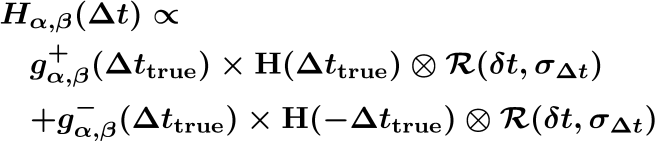 H_{α,β}(Δt) ∝
g^{+}_{α,β}(Δt_{true}) × H(Δt_{true}) ⊗ ℛ(δt, σ_{Δt})
+g^{−}_{α,β}(Δt_{true}) × H(−Δt_{true}) ⊗ ℛ(δt, σ_{Δt})